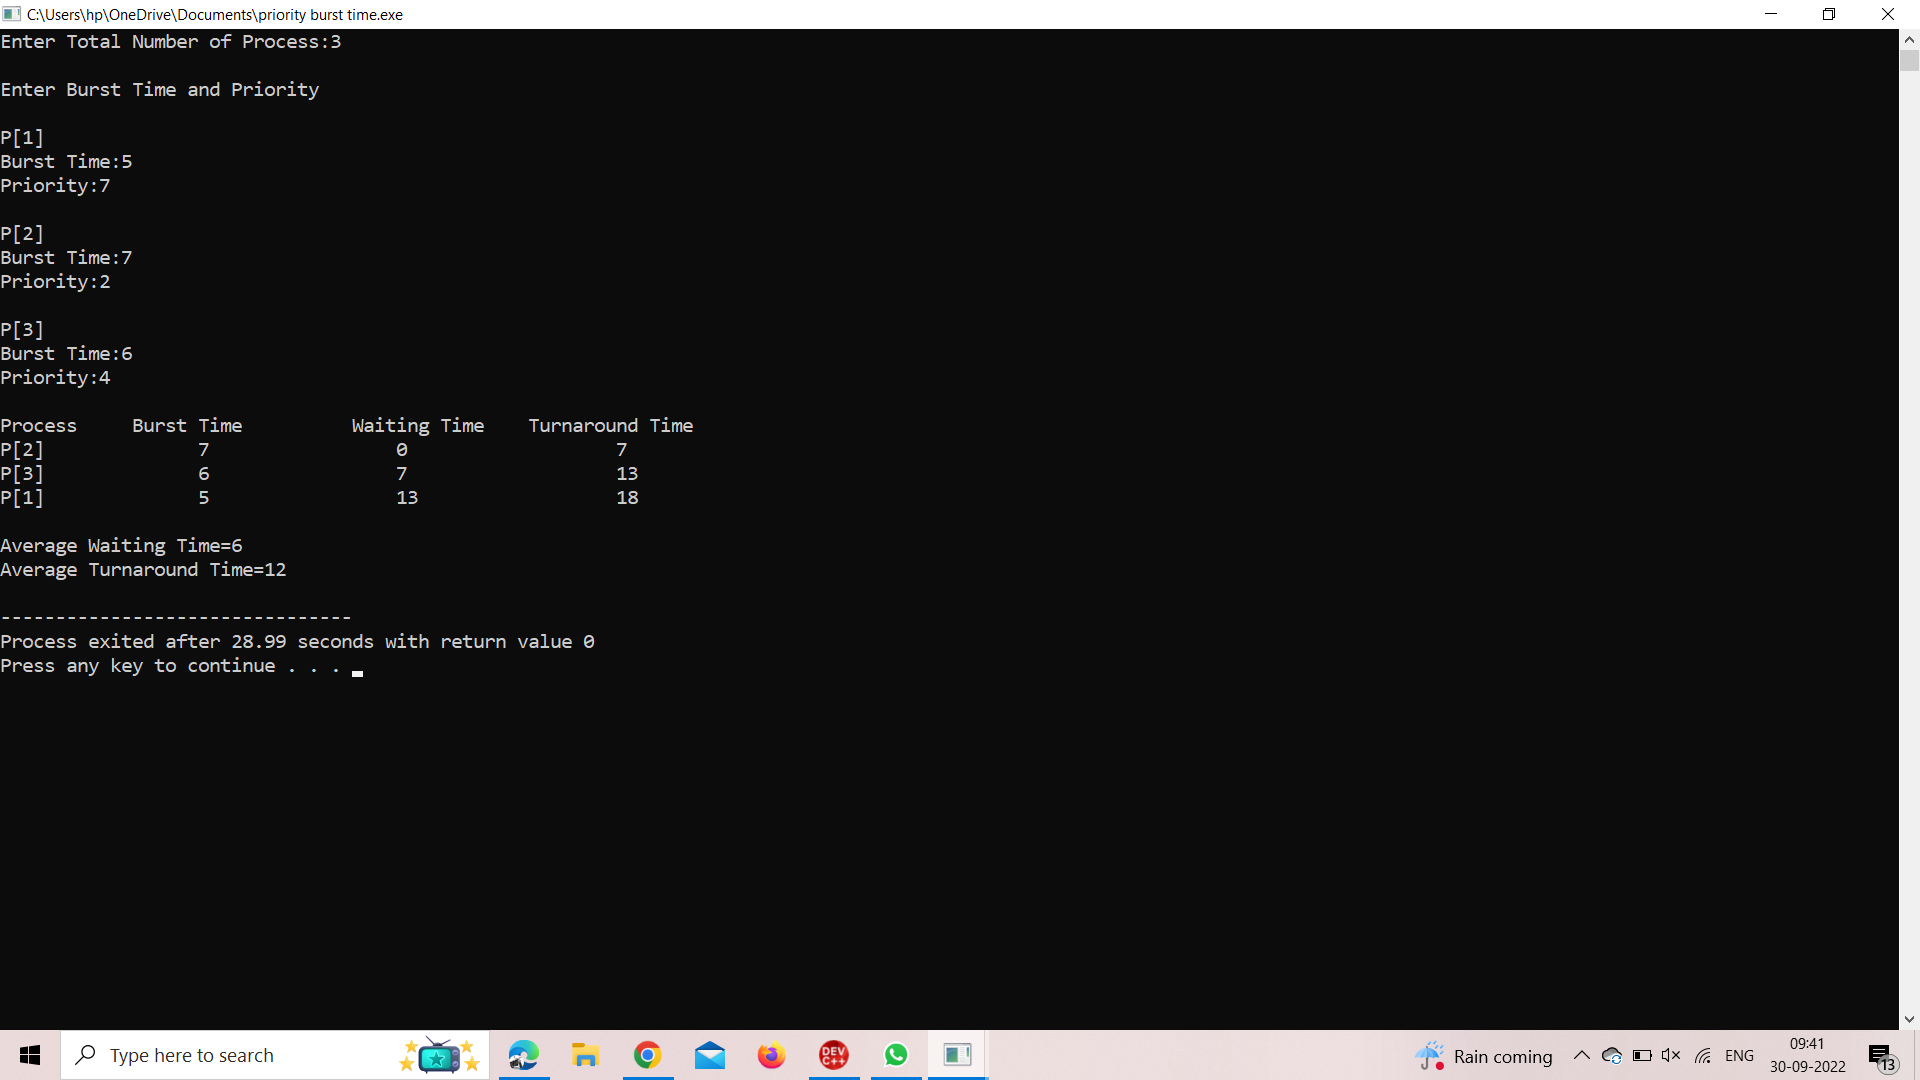 C:\Users\hp\OneDrive\Documents\priority burst time.exe
Enter Total Number of Process:3
Enter Burst Time and Priority
P[1]
Burst Time:5
Priority:7
P[2]
Burst Time:7
Priority:2
P[3]
Burst Time:6
Priority:4
Process Burst Time Waiting Time Turnaround Time
P[2] 7 0 7
P[3] 6 7 13
P[1] 5 13 18
Average Waiting Time=6
Average Turnaround Time=12
--------------------------------
Process exited after 28.99 seconds with return value 0
Press any key to continue . . .
Type here to search
DEV C++
Rain coming
ENG
09:41
30-09-2022
13